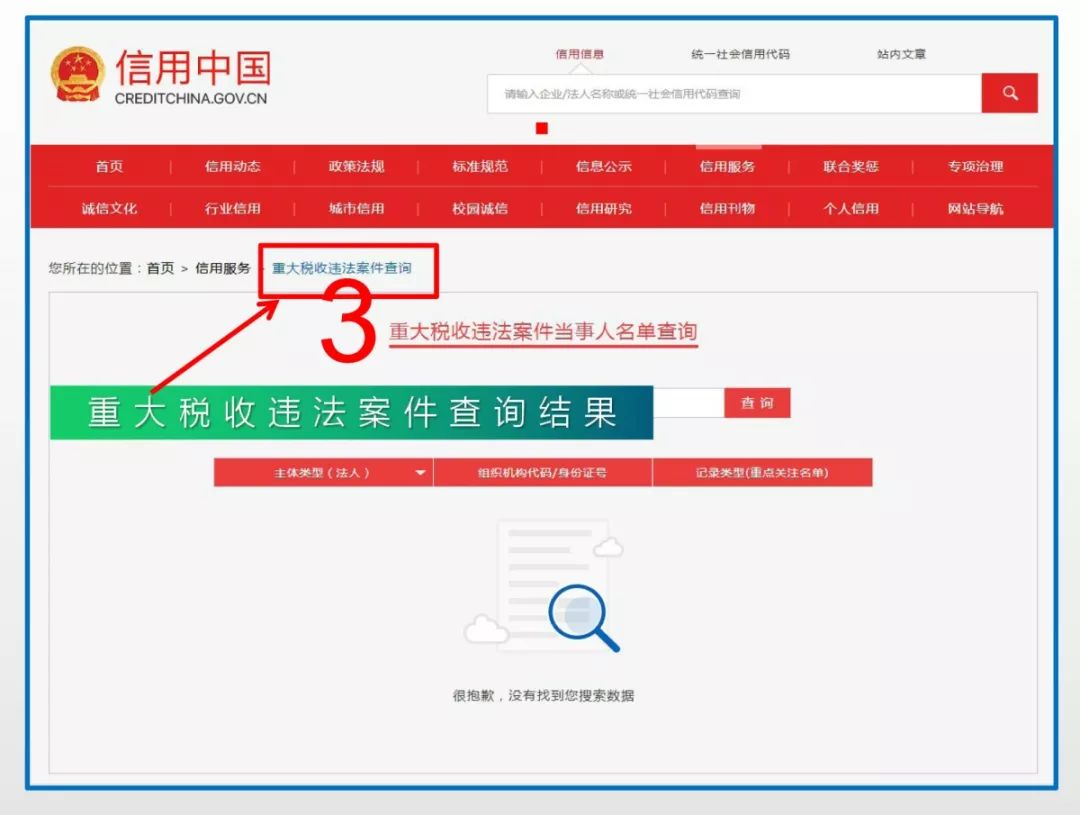 信用中国
CREDITCHINA.GOV.CN
信用信息 统一社会信用代码 站内文章
请输入企业/法人名称或统一社会信用代码查询
首页 信用动态 政策法规 标准规范 信息公示 信用服务 联合奖惩 专项治理
诚信文化 行业信用 城市信用 校园诚信 信用研究 信用刊物 个人信用 网站导航
您所在的位置：首页 > 信用服务 重大税收违法案件查询
3
重大税收违法案件当事人名单查询
重大税收违法案件查询结果 查询
主体类型（法人） 组织机构代码/身份证号 记录类型(重点关注名单)
很抱歉，没有找到您搜索数据